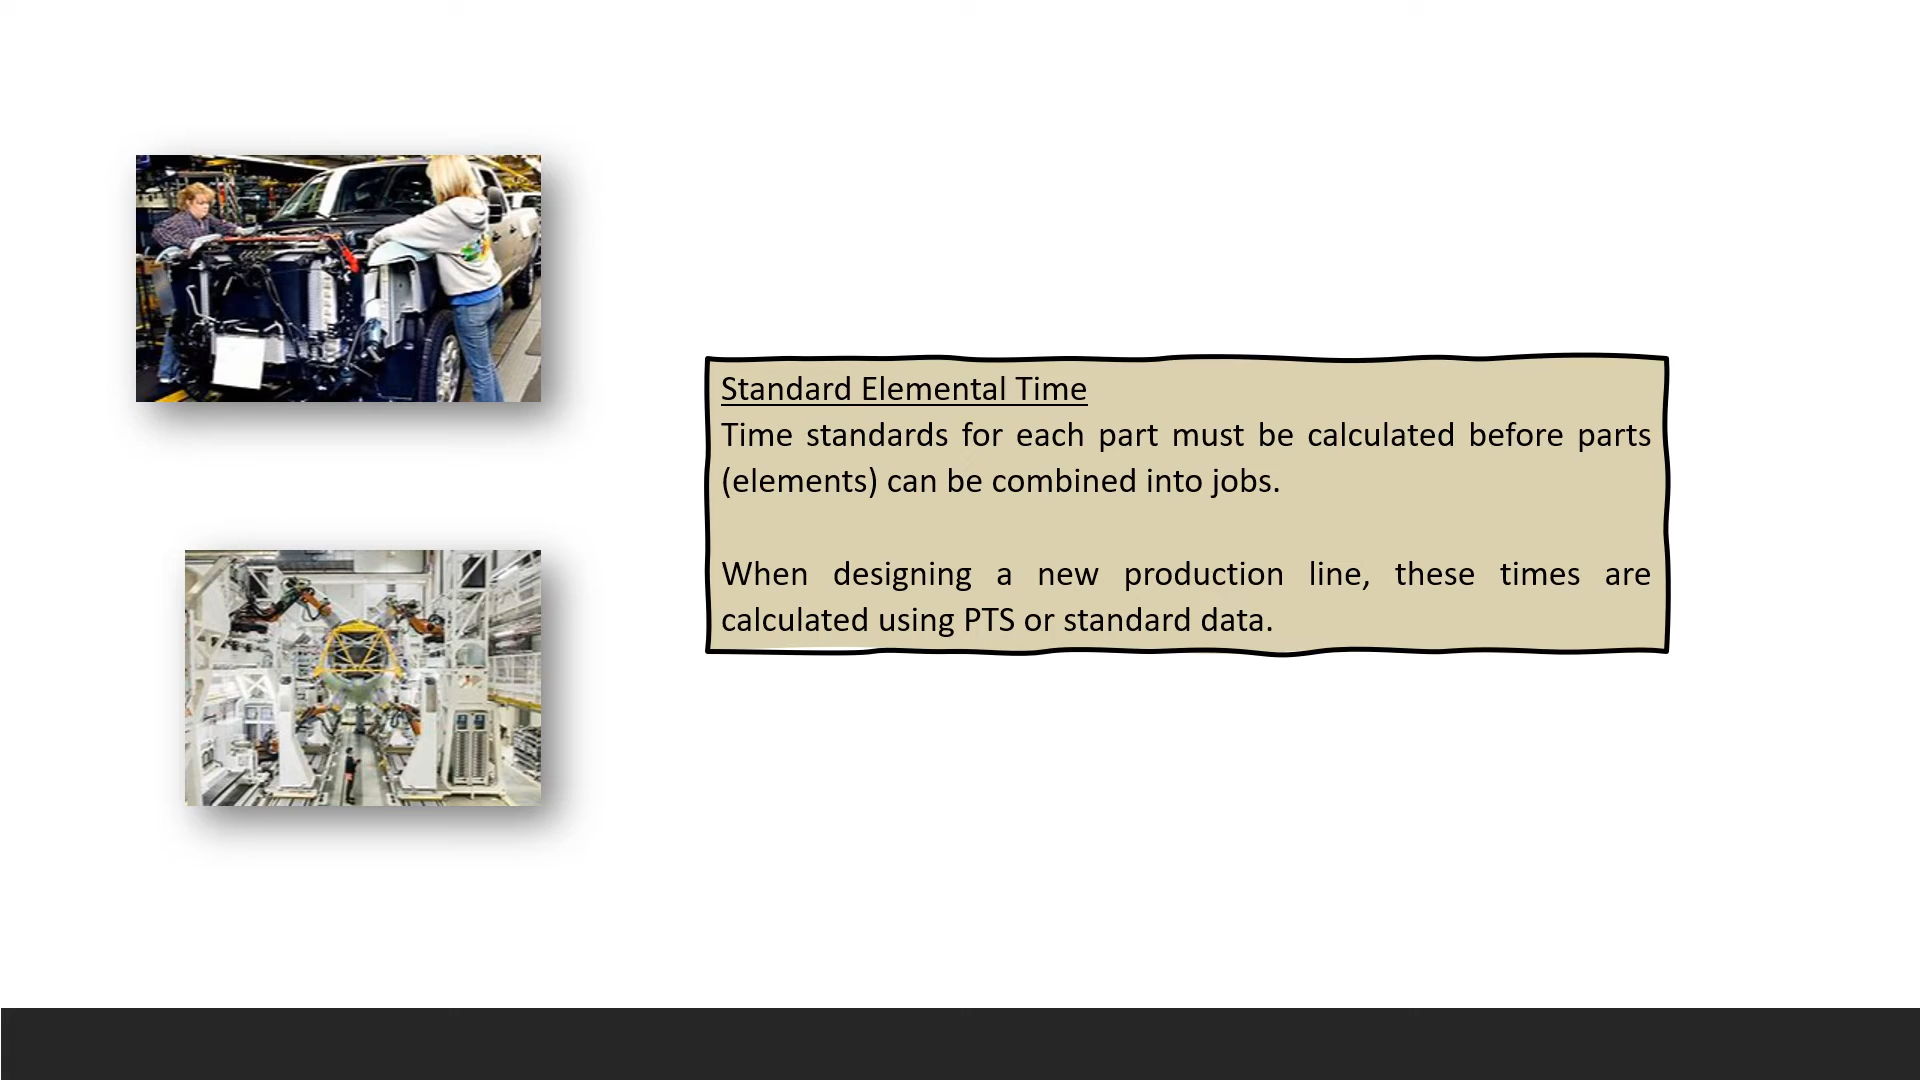 Standard Elemental Time
Time standards for each part must be calculated before parts
(elements) can be combined into jobs.
When designing a new production line, these times are
calculated using PTS or standard data.